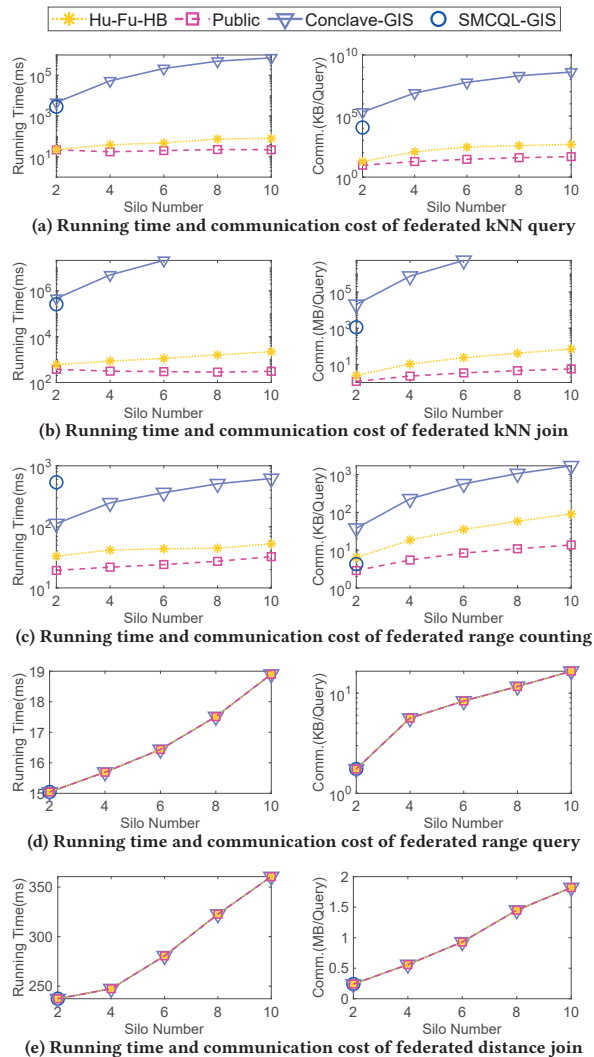 Hu-Fu-HB Public Conclave-GIS SMCQL-GIS
Running Time(ms)
10^5
10^3
10^1
2 4 6 8 10
Silo Number
Comm.(KB/Query)
10^10
10^5
10^0
2 4 6 8 10
Silo Number
(a) Running time and communication cost of federated kNN query
Running Time(ms)
10^6
10^4
10^2
2 4 6 8 10
Silo Number
Comm.(MB/Query)
10^5
10^3
10^1
2 4 6 8 10
Silo Number
(b) Running time and communication cost of federated kNN join
Running Time(ms)
10^3
10^2
10^1
2 4 6 8 10
Silo Number
Comm.(KB/Query)
10^3
10^2
10^1
10^0
2 4 6 8 10
Silo Number
(c) Running time and communication cost of federated range counting
Running Time(ms)
19
18
17
16
15
2 4 6 8 10
Silo Number
Comm.(KB/Query)
10^1
10^0
2 4 6 8 10
Silo Number
(d) Running time and communication cost of federated range query
Running Time(ms)
350
300
250
2 4 6 8 10
Silo Number
Comm.(MB/Query)
2
1.5
1
0.5
0
2 4 6 8 10
Silo Number
(e) Running time and communication cost of federated distance join